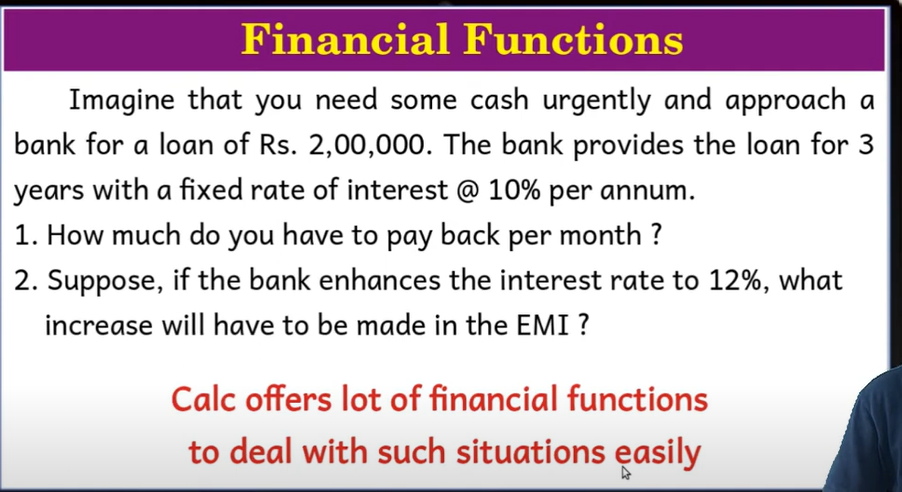 Financial Functions
Imagine that you need some cash urgently and approach a
bank for a loan of Rs. 2,00,000. The bank provides the loan for 3
years with a fixed rate of interest @ 10% per annum.
1. How much do you have to pay back per month ?
2. Suppose, if the bank enhances the interest rate to 12%, what
increase will have to be made in the EMI ?
Calc offers lot of financial functions
to deal with such situations easily